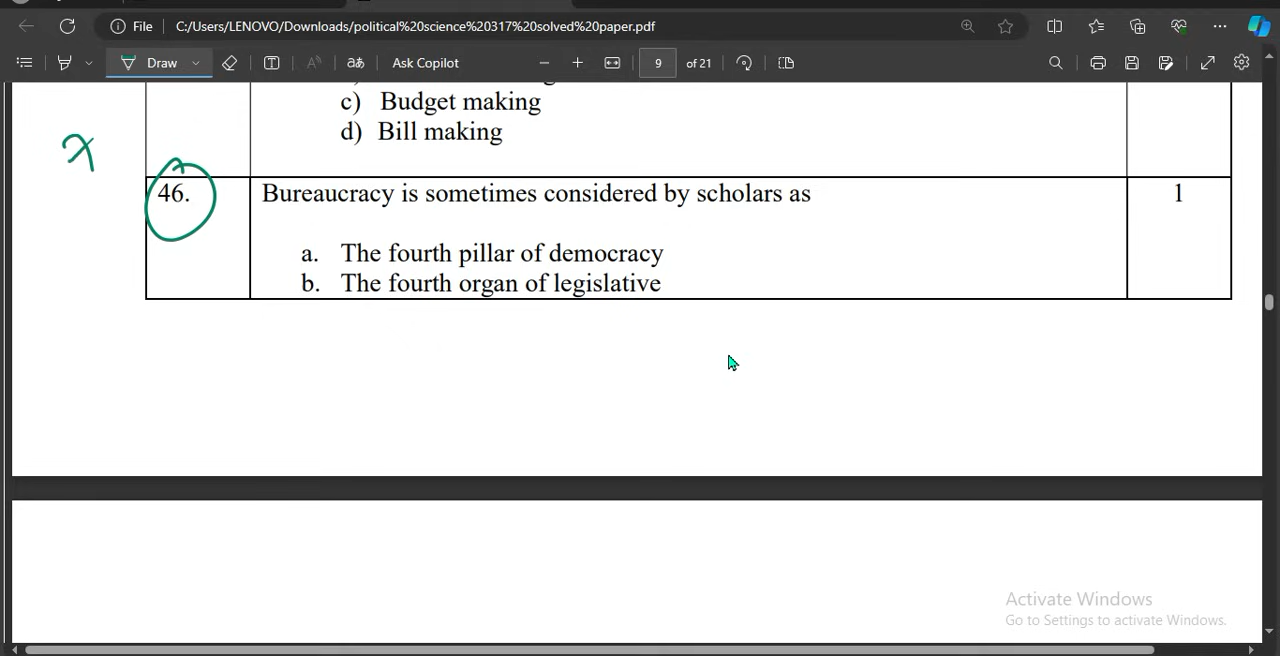 File C:/Users/LENOVO/Downloads/political%20science%20317%20solved%20paper.pdf
Draw aあ Ask Copilot 9 of 21
c) Budget making
d) Bill making
46. Bureaucracy is sometimes considered by scholars as 1
a. The fourth pillar of democracy
b. The fourth organ of legislative
Activate Windows
Go to Settings to activate Windows.